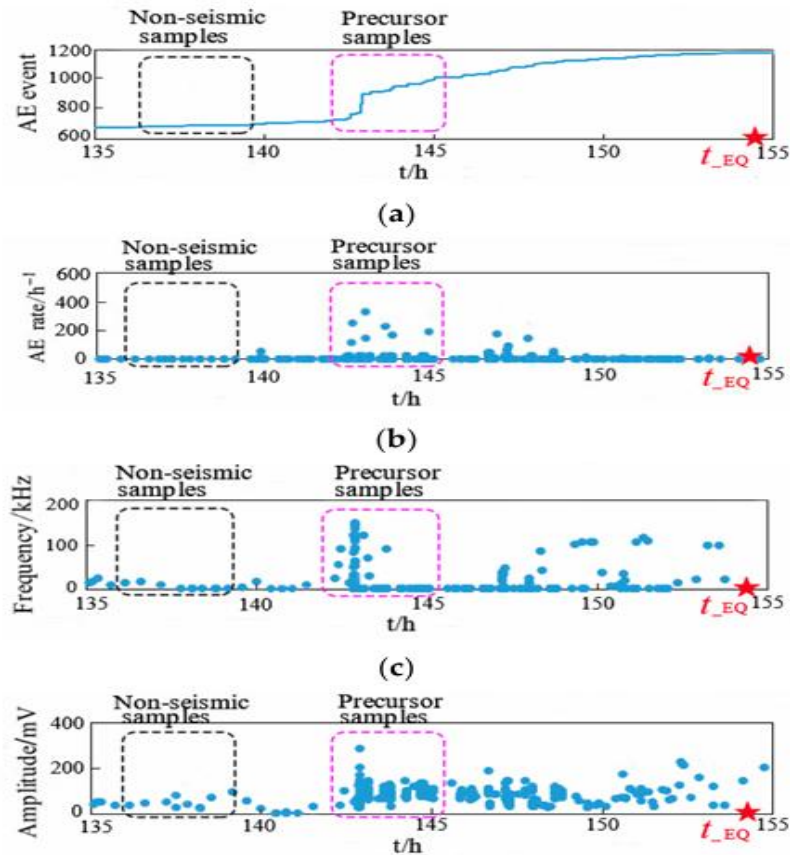 Non-seismic Precursor
samples samples
1200
1000
800
600
AE event
135 140 145 150 155
t_EQ
t/h
(a)
Non-seismic Precursor
samples samples
600
400
200
0
AE rate/h⁻¹
135 140 145 150 155
t_EQ
t/h
(b)
Non-seismic Precursor
samples samples
200
100
0
Frequency/kHz
135 140 145 150 155
t_EQ
t/h
(c)
Non-seismic Precursor
samples samples
400
200
0
Amplitude/mV
135 140 145 150 155
t_EQ
t/h